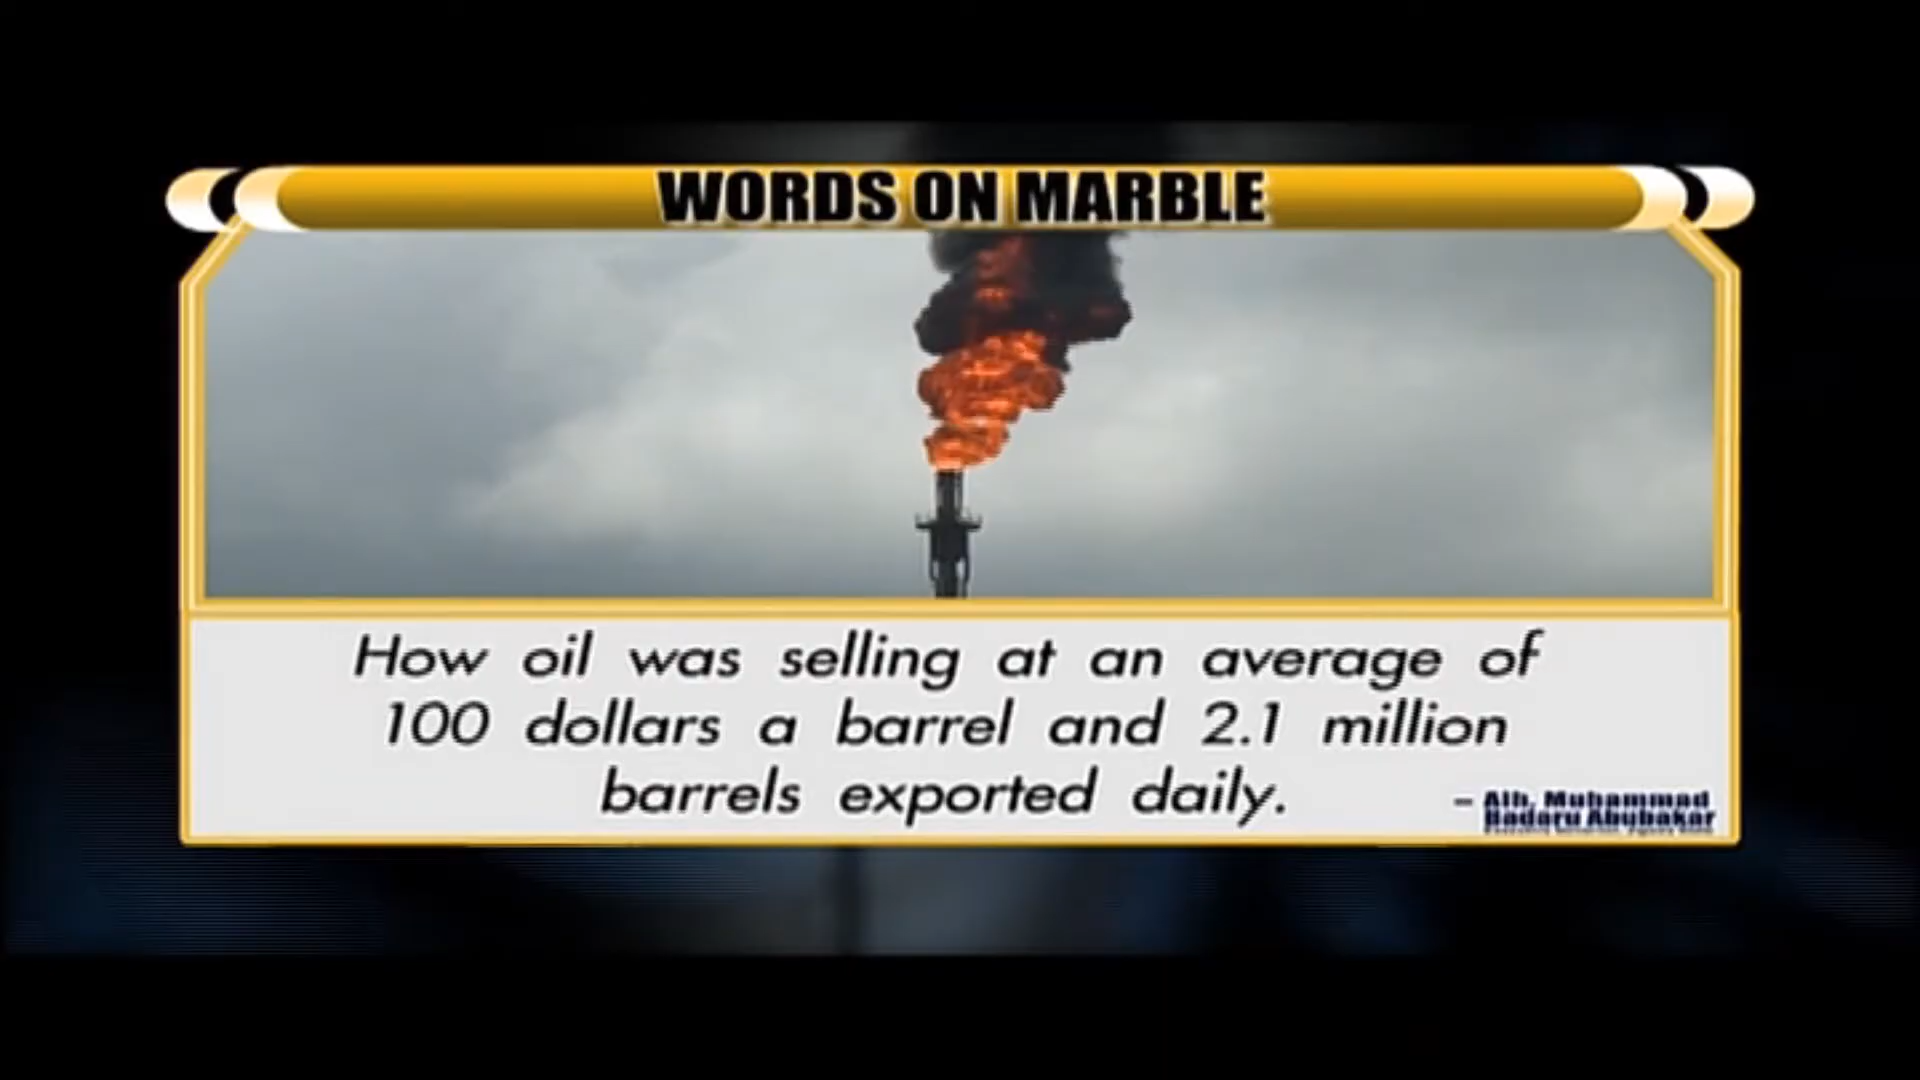 WORDS ON MARBLE
How oil was selling at an average of
100 dollars a barrel and 2.1 million
barrels exported daily.
– Alh. Muhammad
Badaru Abubakar